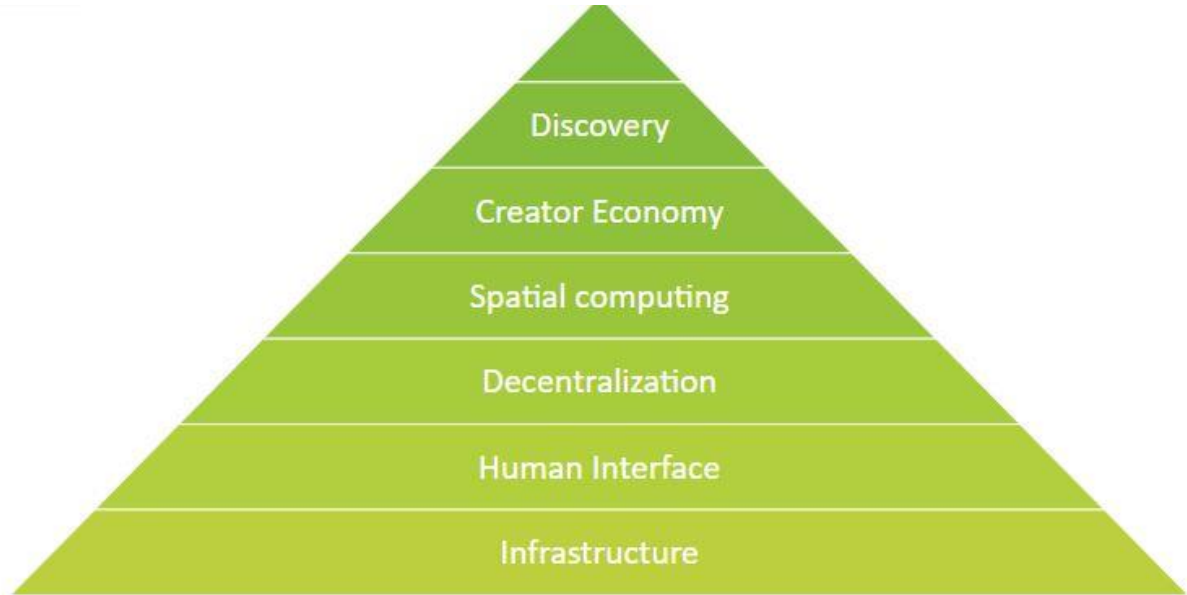 Discovery
Creator Economy
Spatial computing
Decentralization
Human Interface
Infrastructure